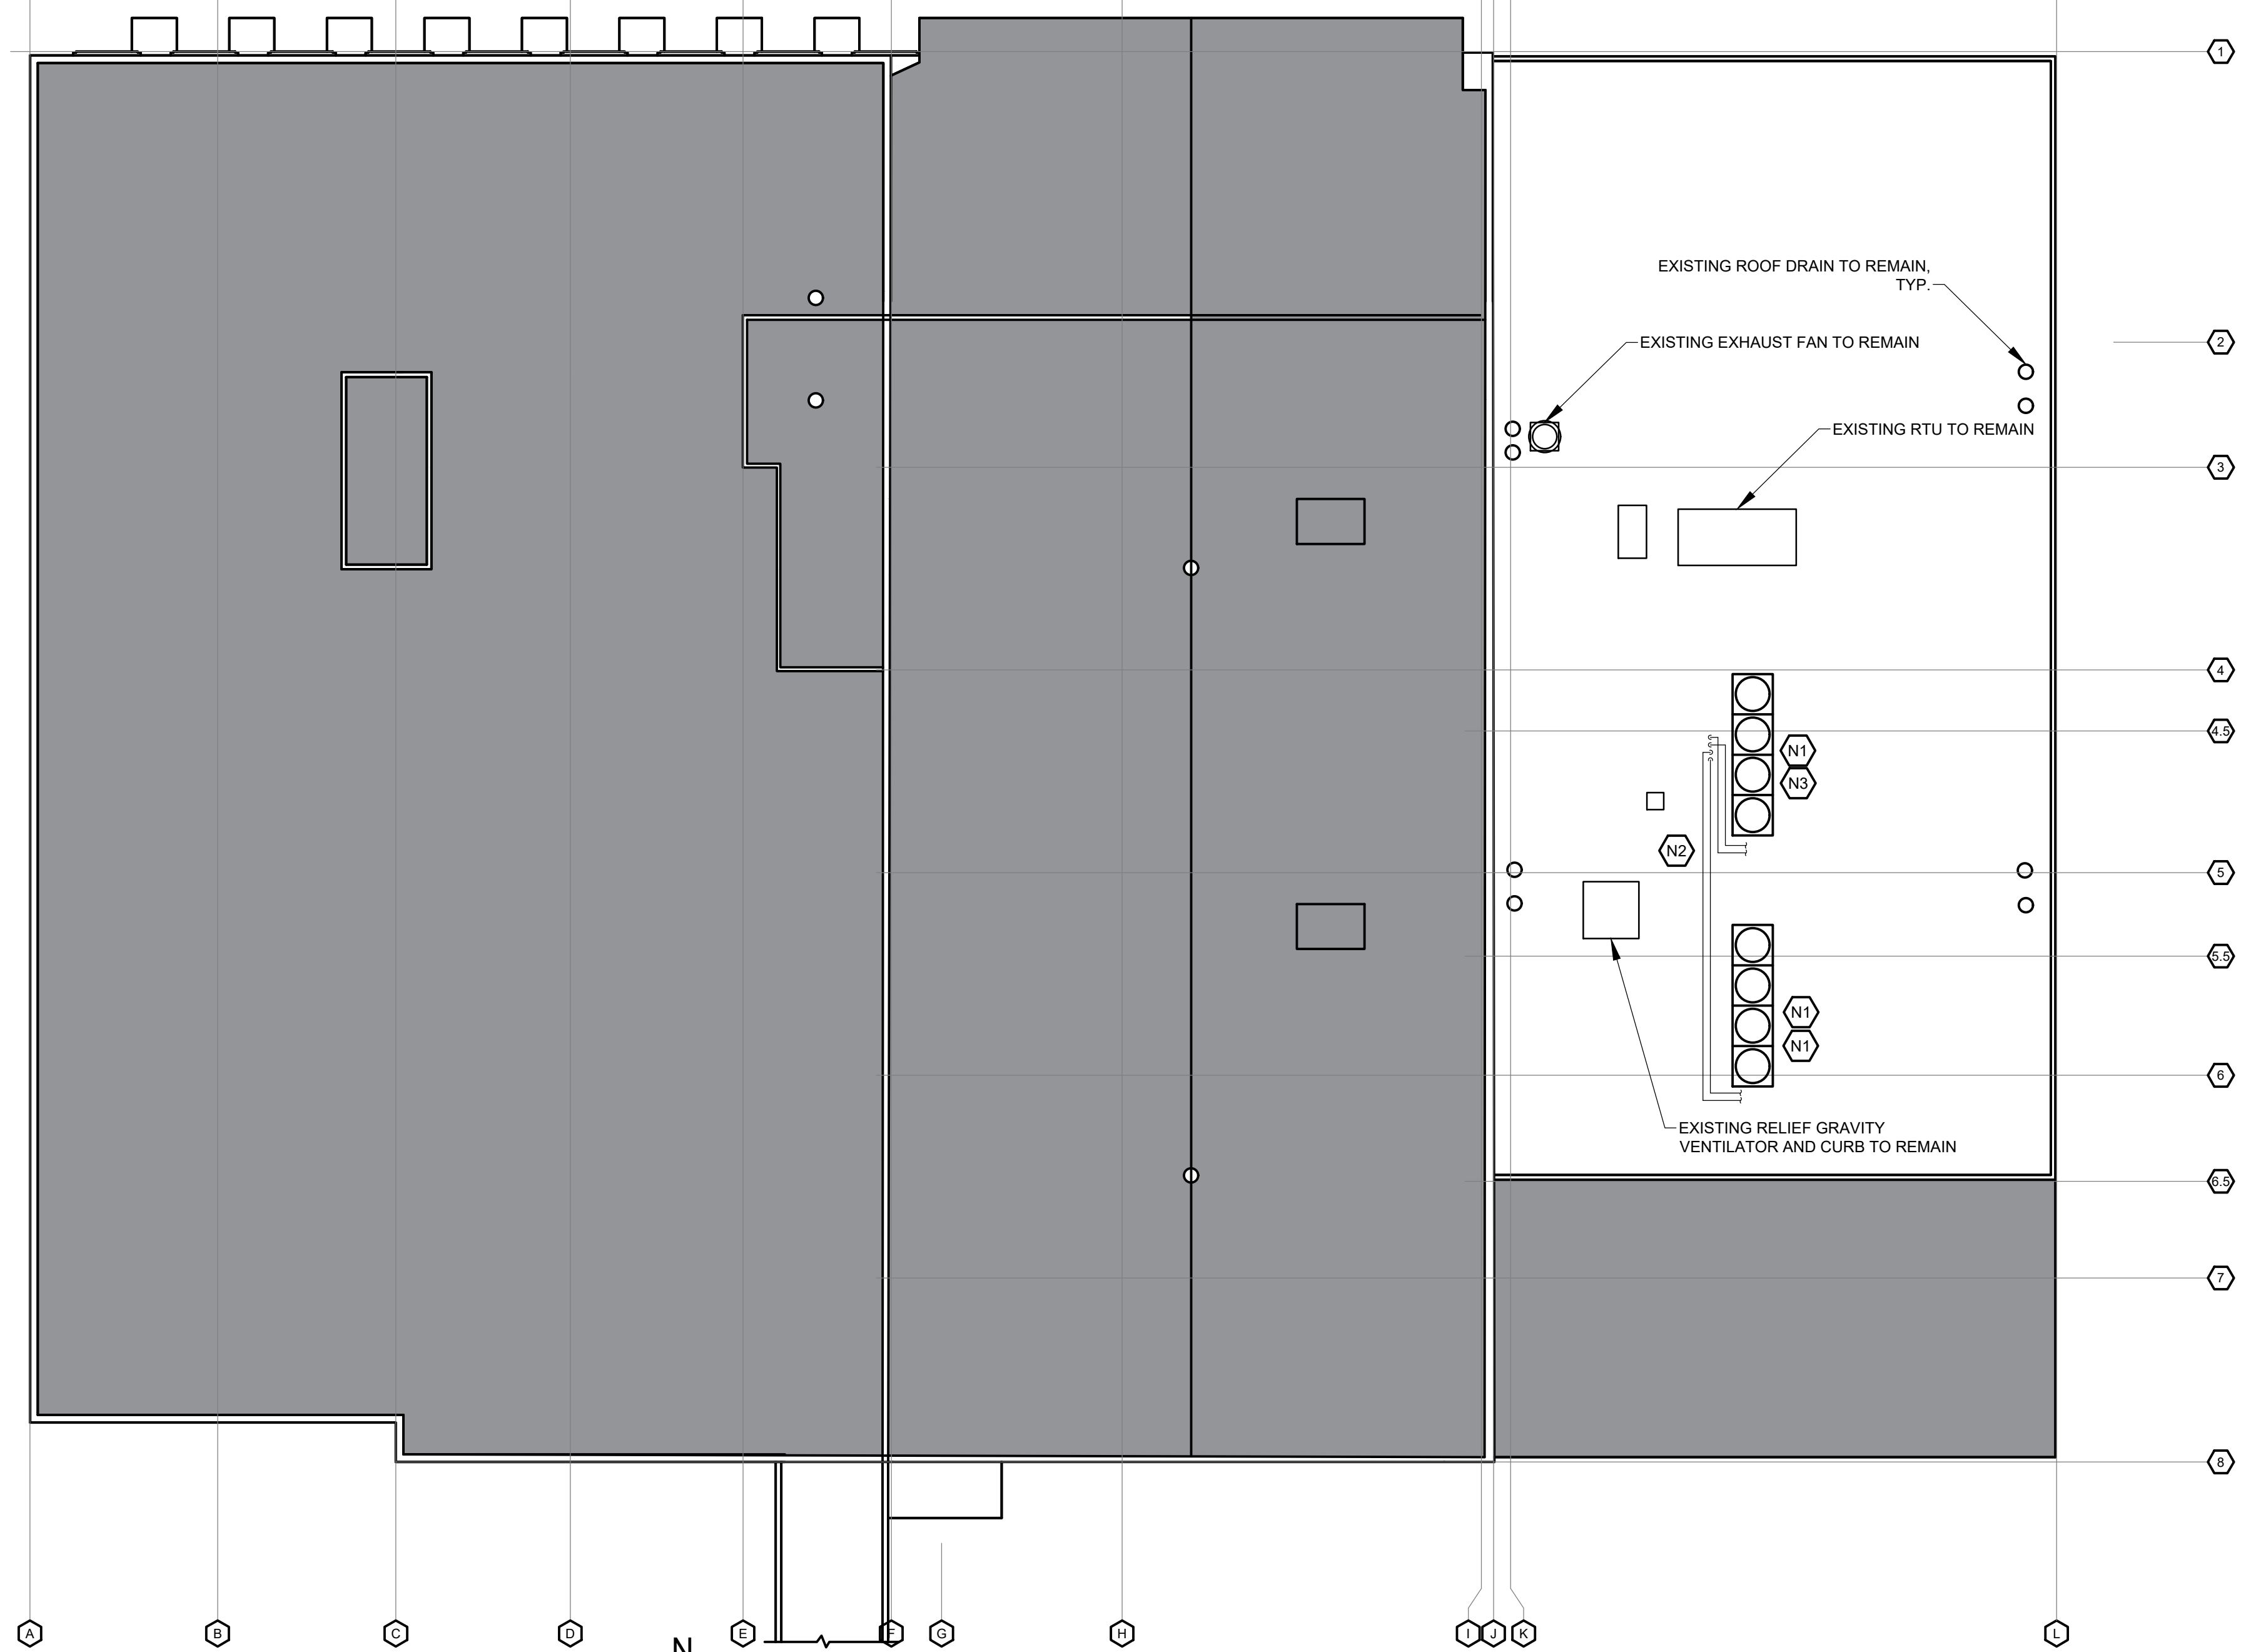 1
EXISTING ROOF DRAIN TO REMAIN,
TYP.
EXISTING EXHAUST FAN TO REMAIN
2
EXISTING RTU TO REMAIN
3
4
4.5
N1
N3
N2
5
5.5
N1
N1
6
EXISTING RELIEF GRAVITY
VENTILATOR AND CURB TO REMAIN
6.5
7
8
A B C D E F G H I J K L
N